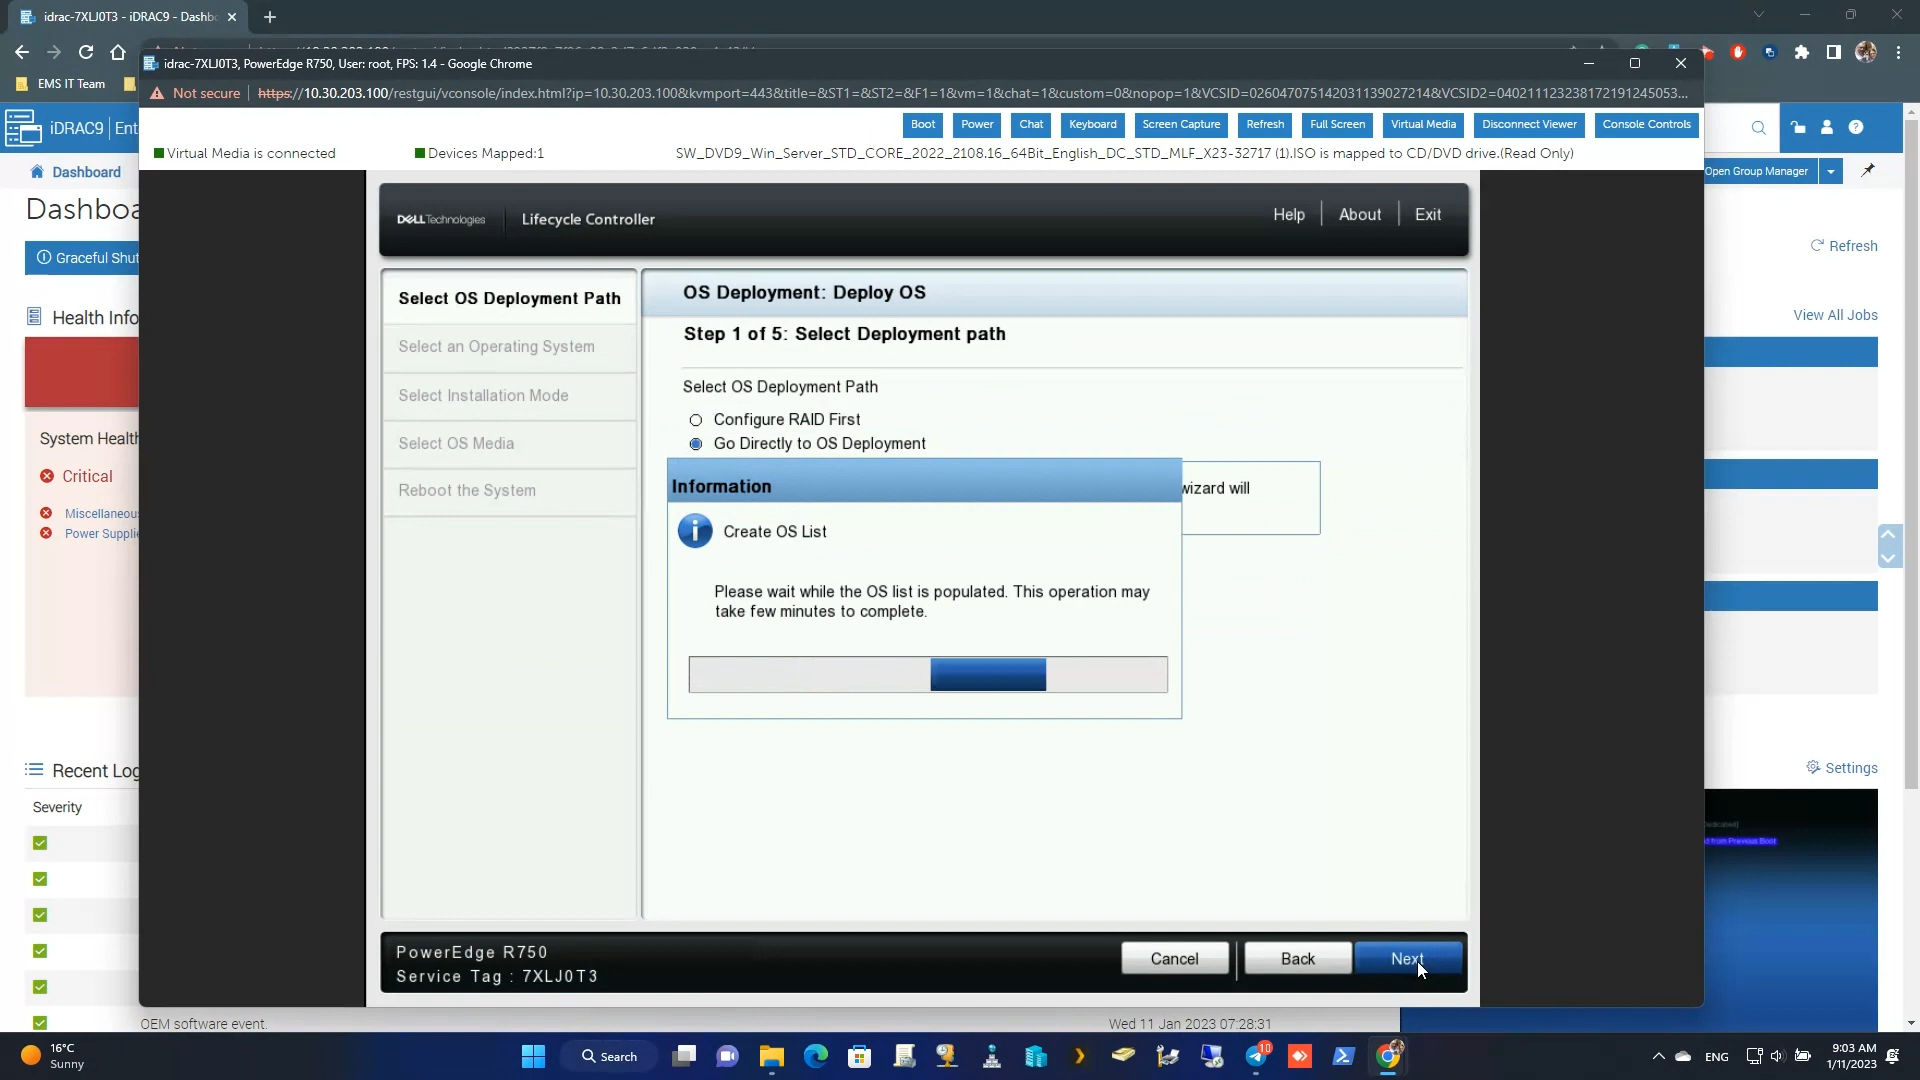 idrac-7XLJ0T3 - iDRAC9 - Dashb
EMS IT Team
idrac-7XLJ0T3, PowerEdge R750, User: root, FPS: 1.4 - Google Chrome
Not secure
https://10.30.203.100/restgui/vconsole/index.html?ip=10.30.203.100&kvmport=443&title=&ST1=&ST2=&F1=1&vm=1&chat=1&custom=0&nopop=1&VCSID=026047075142031139027214&VCSID2=040211123238172191245053...
iDRAC9 | Ent
Boot
Power
Chat
Keyboard
Screen Capture
Refresh
Full Screen
Virtual Media
Disconnect Viewer
Console Controls
Virtual Media is connected
Devices Mapped:1
SW_DVD9_Win_Server_STD_CORE_2022_2108.16_64Bit_English_DC_STD_MLF_X23-32717 (1).ISO is mapped to CD/DVD drive.(Read Only)
Dashboard
Open Group Manager
Dashboa
Graceful Shut
Refresh
Health Info
View All Jobs
System Health
Critical
Miscellaneous
Power Supplie
Recent Log
Settings
Severity
DELL Technologies
Lifecycle Controller
Help
About
Exit
Select OS Deployment Path
Select an Operating System
Select Installation Mode
Select OS Media
Reboot the System
OS Deployment: Deploy OS
Step 1 of 5: Select Deployment path
Select OS Deployment Path
Configure RAID First
Go Directly to OS Deployment
wizard will
Information
Create OS List
Please wait while the OS list is populated. This operation may
take few minutes to complete.
PowerEdge R750
Service Tag : 7XLJ0T3
Cancel
Back
Next
d from Previous Boot
OEM software event.
Wed 11 Jan 2023 07:28:31
16°C
Sunny
Search
10
ENG
9:03 AM
1/11/2023